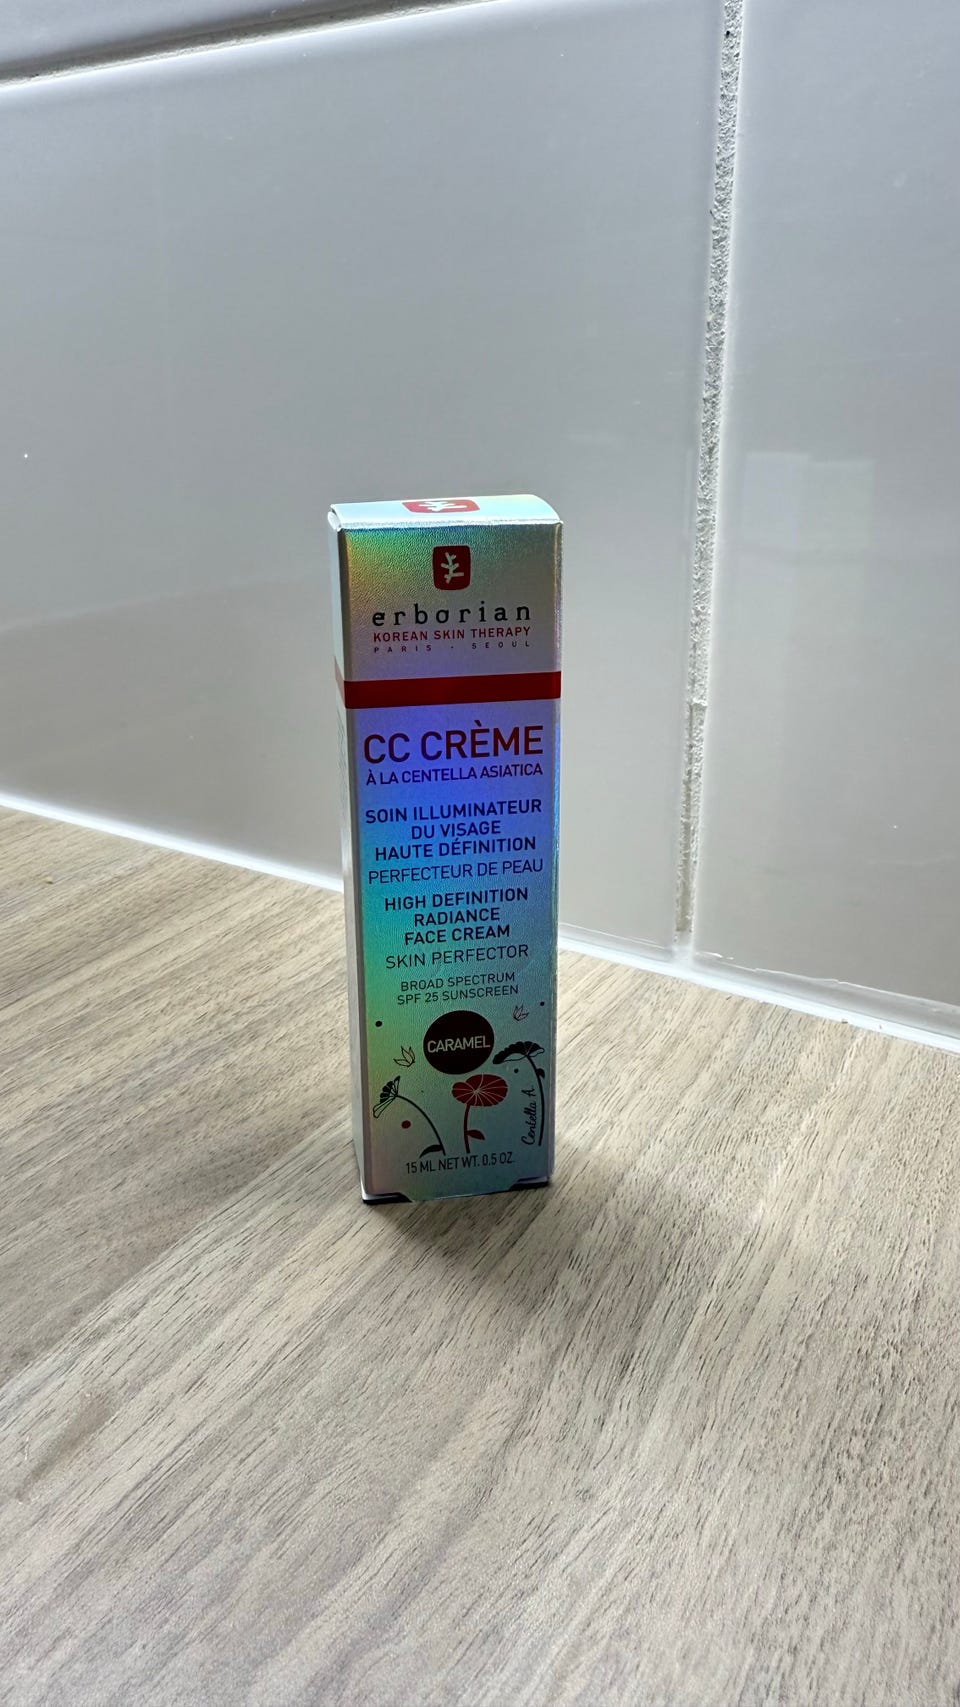 erborian
KOREAN SKIN THERAPY
PARIS · SEOUL
CC CRÈME
À LA CENTELLA ASIATICA
SOIN ILLUMINATEUR
DU VISAGE
HAUTE DÉFINITION
PERFECTEUR DE PEAU
HIGH DEFINITION
RADIANCE
FACE CREAM
SKIN PERFECTOR
BROAD SPECTRUM
SPF 25 SUNSCREEN
CARAMEL
Centella A.
15 ML NET WT. 0.5 OZ.